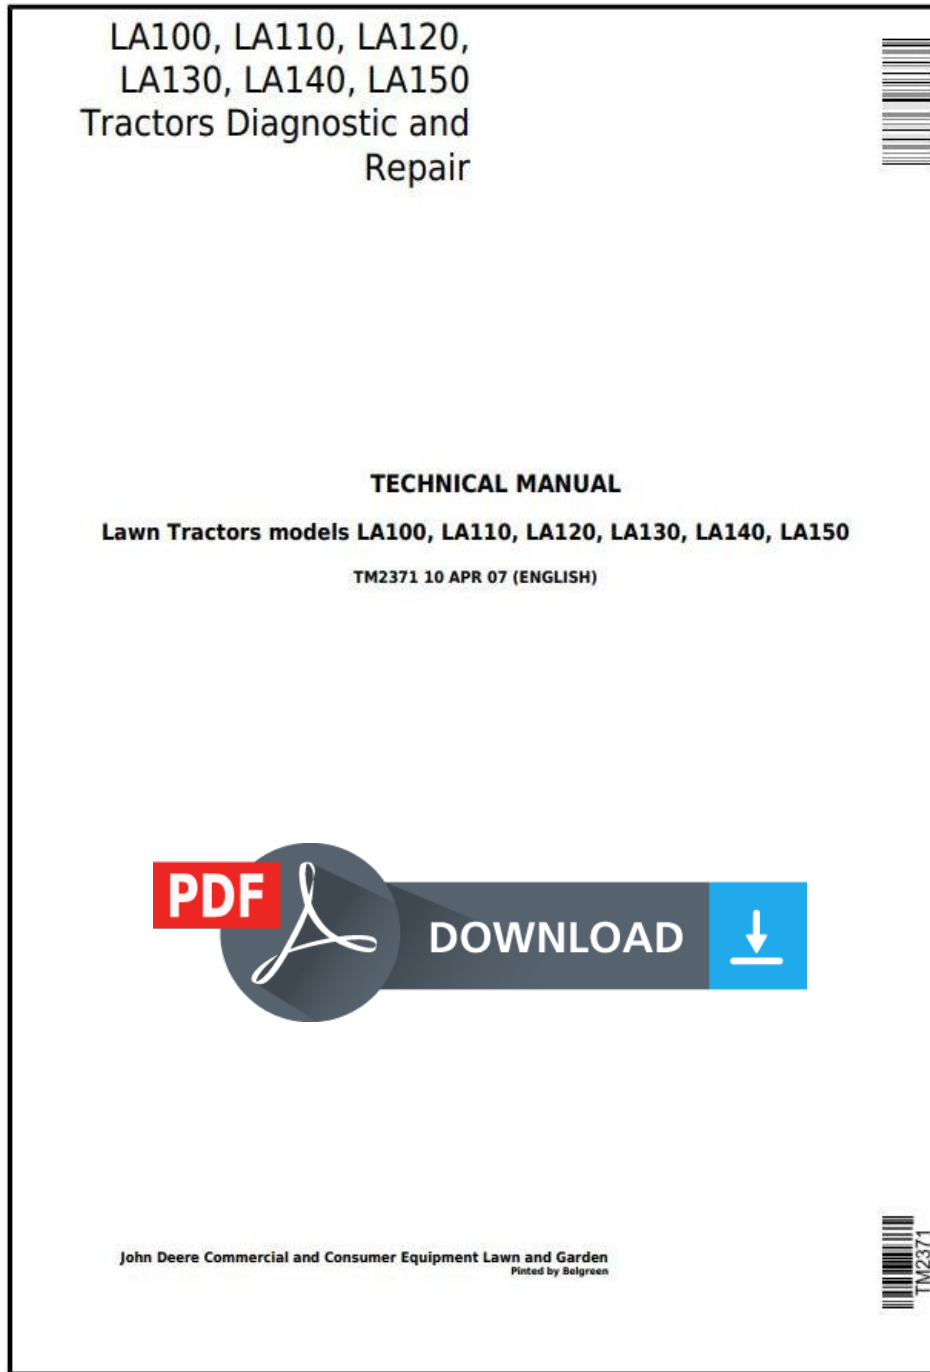 LA100, LA110, LA120,
LA130, LA140, LA150
Tractors Diagnostic and
Repair
TECHNICAL MANUAL
Lawn Tractors models LA100, LA110, LA120, LA130, LA140, LA150
TM2371 10 APR 07 (ENGLISH)
PDF
DOWNLOAD
John Deere Commercial and Consumer Equipment Lawn and Garden
Pinted by Belgreen
TM2371